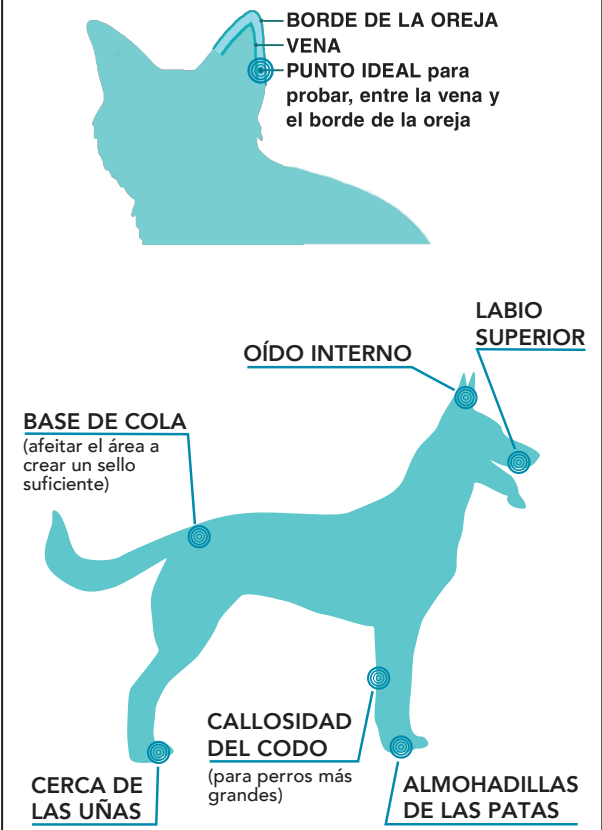 BORDE DE LA OREJA
VENA
PUNTO IDEAL para
probar, entre la vena y
el borde de la oreja
LABIO
SUPERIOR
OÍDO INTERNO
BASE DE COLA
(afeitar el área a
crear un sello
suficiente)
CALLOSIDAD
DEL CODO
(para perros más
grandes)
CERCA DE
LAS UÑAS
ALMOHADILLAS
DE LAS PATAS